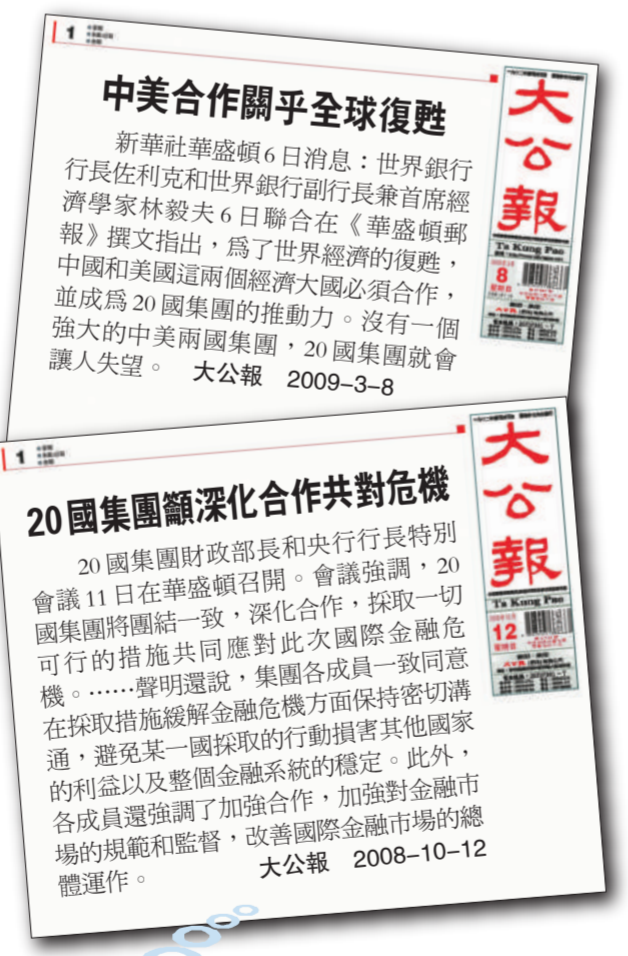 1
中美合作關乎全球復甦
新華社華盛頓6日消息：世界銀行
行長佐利克和世界銀行副行長兼首席經
濟學家林毅夫6日聯合在《華盛頓郵
報》撰文指出，爲了世界經濟的復甦，
中國和美國這兩個經濟大國必須合作，
並成爲20國集團的推動力。沒有一個
強大的中美兩國集團，20國集團就會
讓人失望。 大公報 2009-3-8
大公報
Ta Kung Pao
8
星期日
1
20國集團籲深化合作共對危機
20國集團財政部長和央行行長特別
會議11日在華盛頓召開。會議強調，20
國集團將團結一致，深化合作，採取一切
可行的措施共同應對此次國際金融危
機。……聲明還說，集團各成員一致同意
在採取措施緩解金融危機方面保持密切溝
通，避免某一國採取的行動損害其他國家
的利益以及整個金融系統的穩定。此外，
各成員還強調了加強合作，加強對金融市
場的規範和監督，改善國際金融市場的總
體運作。 大公報 2008-10-12
大公報
Ta Kung Pao
12
星期日